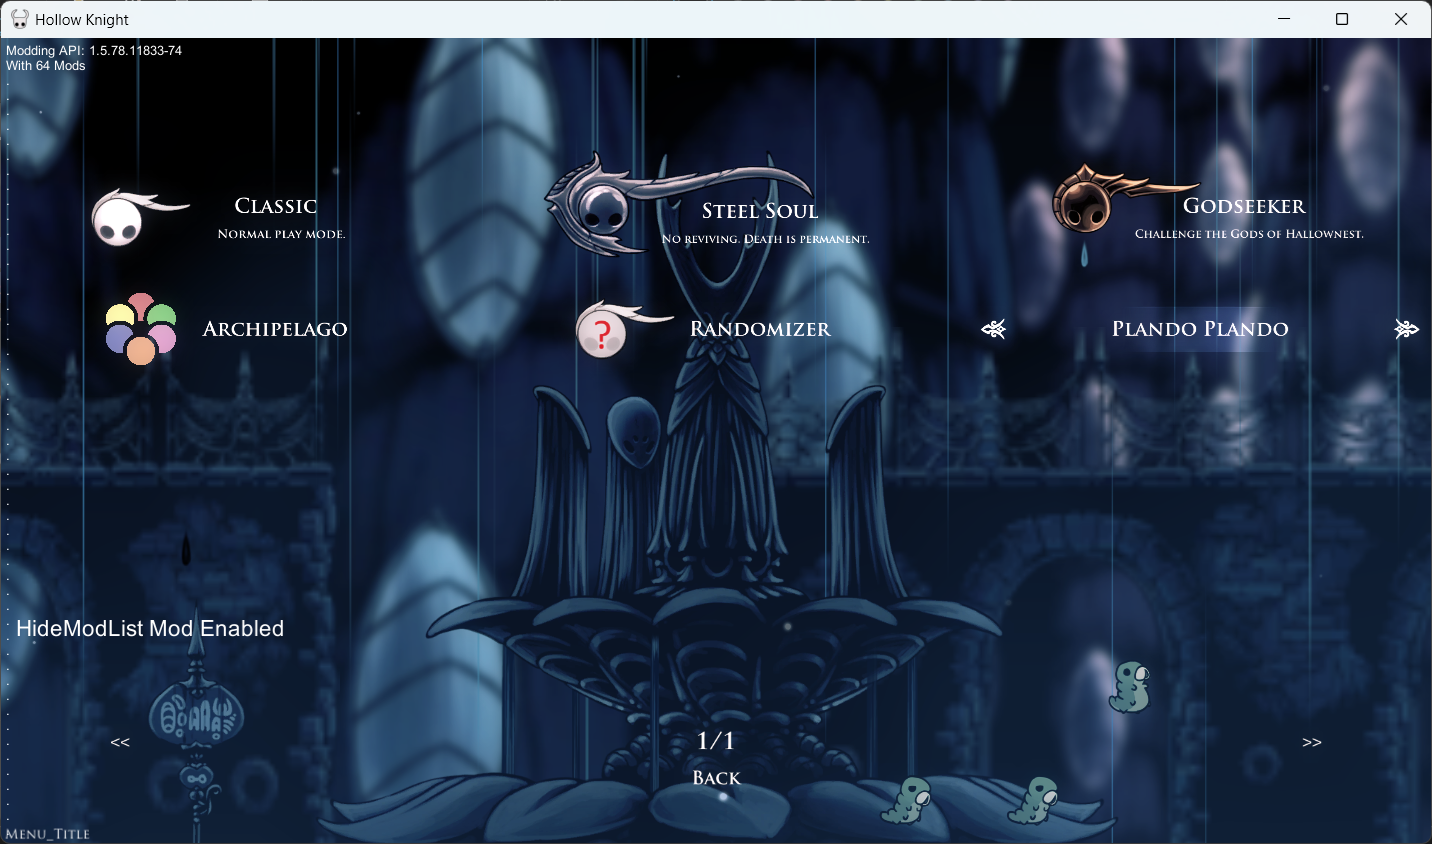 Hollow Knight
Modding API: 1.5.78.11833-74
With 64 Mods
Classic
Normal play mode.
Steel Soul
No reviving. Death is permanent.
Godseeker
Challenge the Gods of Hallownest.
Archipelago
?
Randomizer
Plando Plando
HideModList Mod Enabled
<<
1/1
>>
Back
Menu_Title